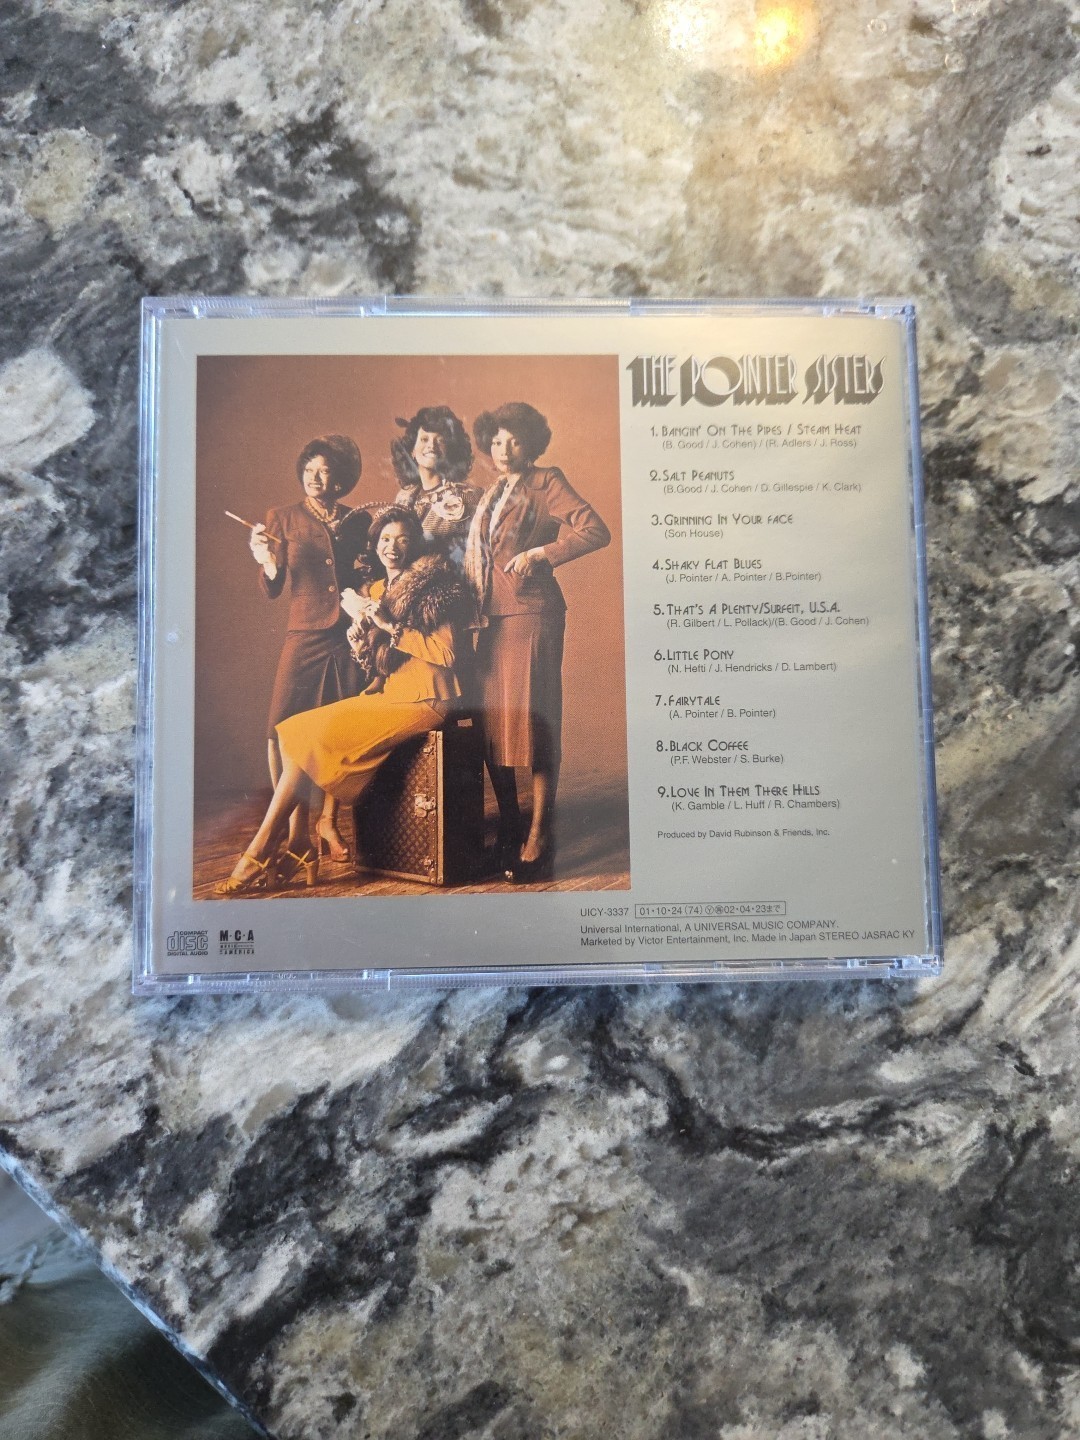 THE POINTER SISTERS
1. BANGIN' ON THE PIPES / STEAM HEAT
(B. Good / J. Cohen) / (R. Adlers / J. Ross)
2. SALT PEANUTS
(B.Good / J. Cohen / D. Gillespie / K. Clark)
3. GRINNING IN YOUR FACE
(Son House)
4. SHAKY FLAT BLUES
(J. Pointer / A. Pointer / B.Pointer)
5. THAT'S A PLENTY/SURFEIT, U.S.A.
(R. Gilbert / L. Pollack)/(B. Good / J. Cohen)
6. LITTLE PONY
(N. Hefti / J. Hendricks / D. Lambert)
7. FAIRYTALE
(A. Pointer / B. Pointer)
8. BLACK COFFEE
(P.F. Webster / S. Burke)
9. LOVE IN THEM THERE HILLS
(K. Gamble / L. Huff / R. Chambers)
Produced by David Rubinson & Friends, Inc.
UICY-3337 01・10・24 (74) Ⓨ 02・04・23まで
Universal International, A UNIVERSAL MUSIC COMPANY.
Marketed by Victor Entertainment, Inc. Made in Japan STEREO JASRAC KY
COMPACT
disc
DIGITAL AUDIO
M・C・A
MUSIC
AMERICA